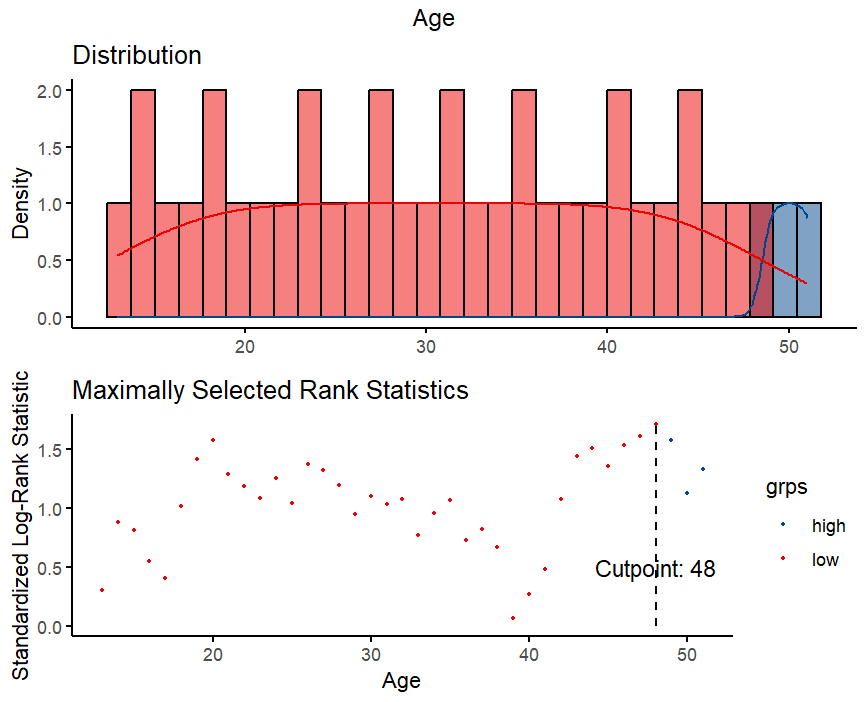 Age
Distribution
Density
2.0
1.5
1.0
0.5
0.0
20 30 40 50
Maximally Selected Rank Statistics
Standardized Log-Rank Statistic
1.5
1.0
0.5
0.0
Cutpoint: 48
20 30 40 50
Age
grps
high
low